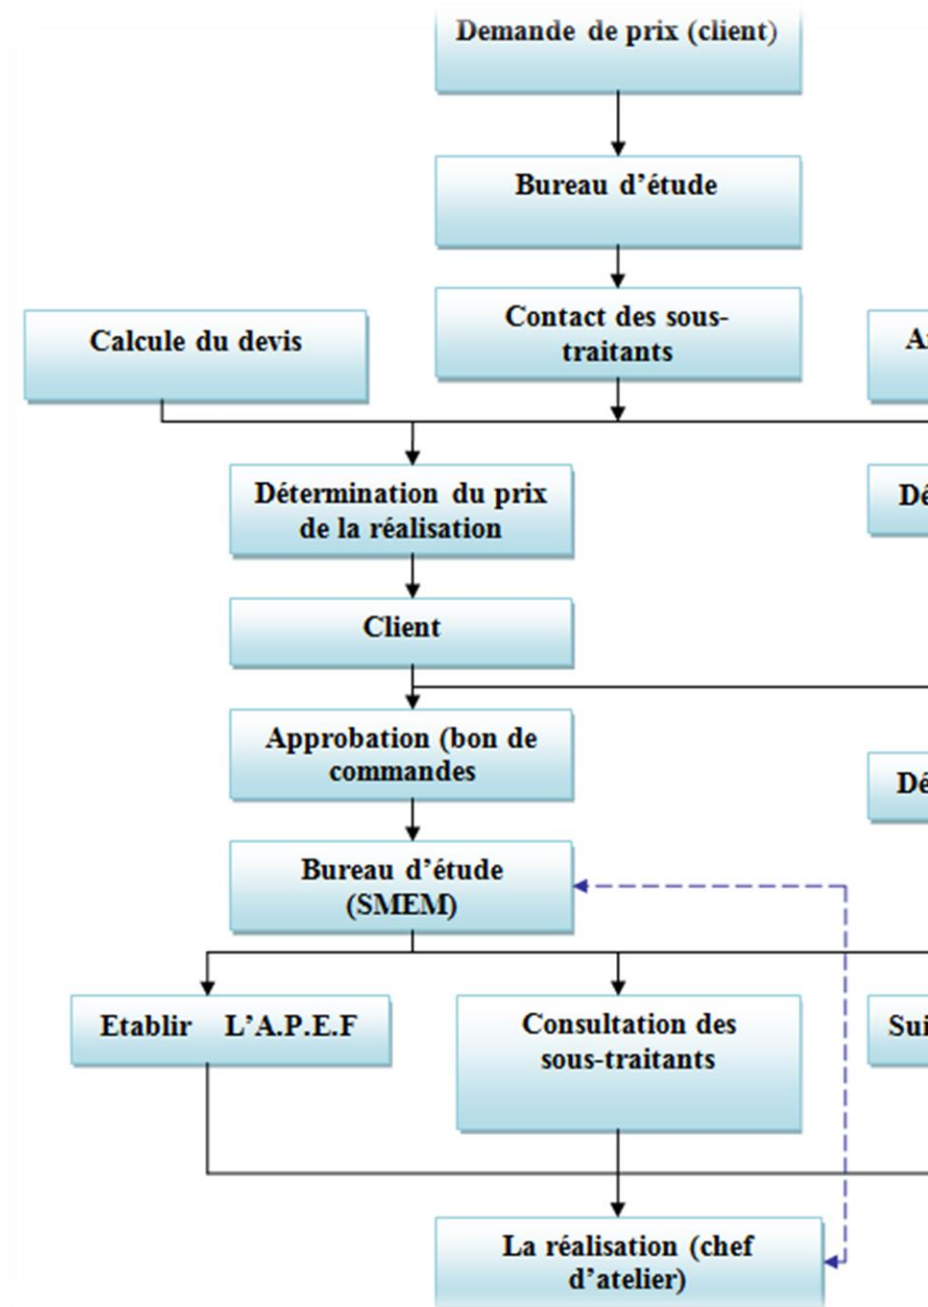 Demande de prix (client)
Bureau d’étude
Contact des sous-
traitants
Calcule du devis
Détermination du prix
de la réalisation
Client
Approbation (bon de
commandes
Bureau d’étude
(SMEM)
Etablir L’A.P.E.F
Consultation des
sous-traitants
La réalisation (chef
d’atelier)